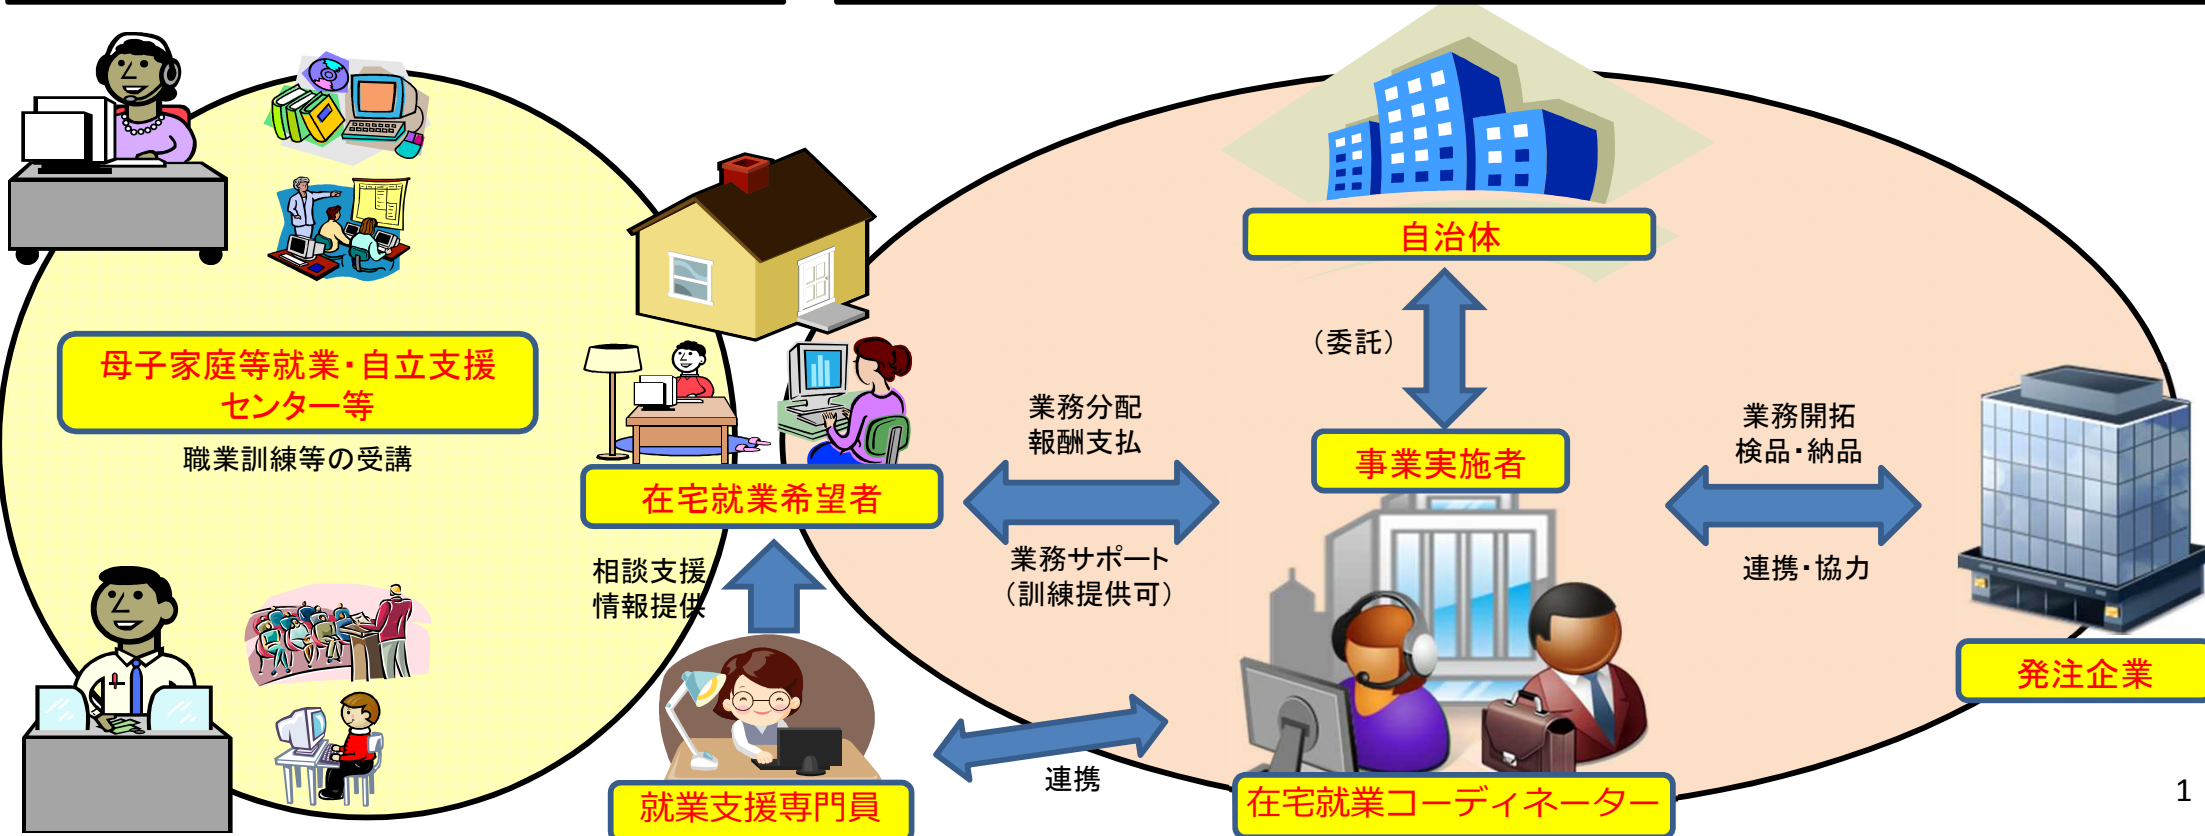 自治体
(委託)
母子家庭等就業・自立支援
センター等
職業訓練等の受講
在宅就業希望者
業務分配
報酬支払
業務サポート
(訓練提供可)
事業実施者
業務開拓
検品・納品
連携・協力
発注企業
相談支援
情報提供
就業支援専門員
連携
在宅就業コーディネーター
1